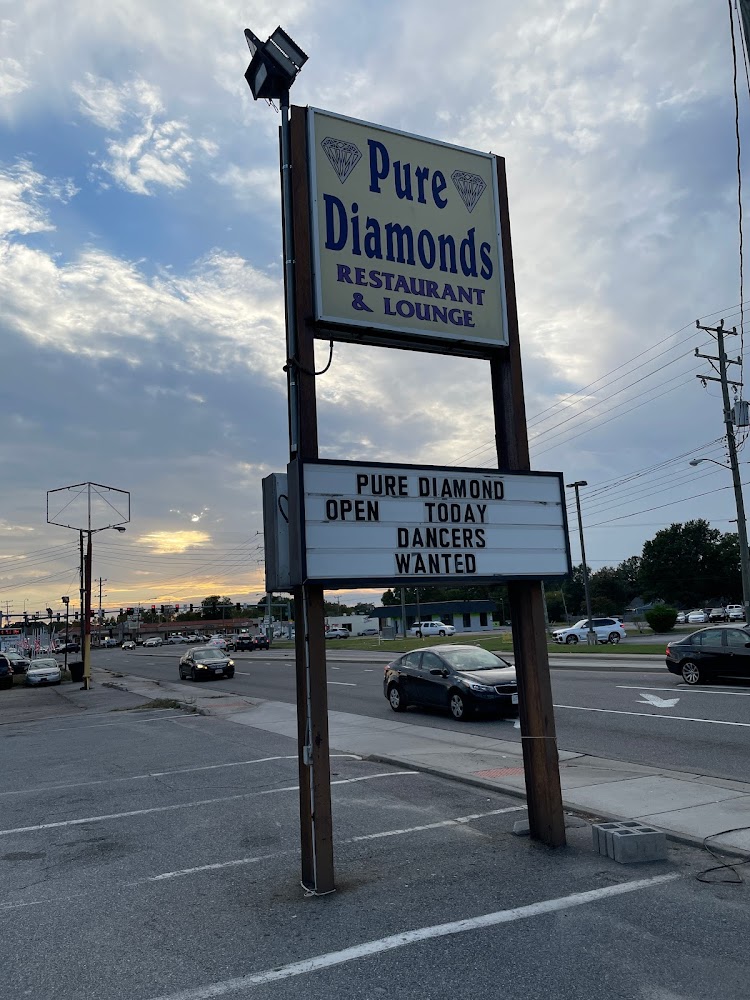 Pure
Diamonds
RESTAURANT
& LOUNGE
PURE DIAMOND
OPEN TODAY
DANCERS
WANTED